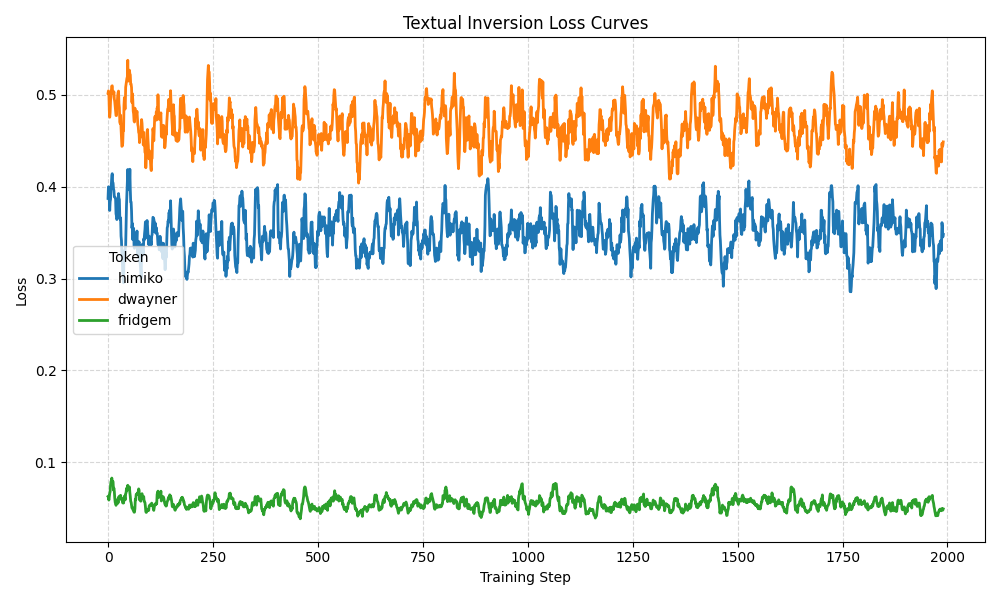 Textual Inversion Loss Curves
Loss
0.5
0.4
0.3
0.2
0.1
Token
himiko
dwayner
fridgem
0 250 500 750 1000 1250 1500 1750 2000
Training Step